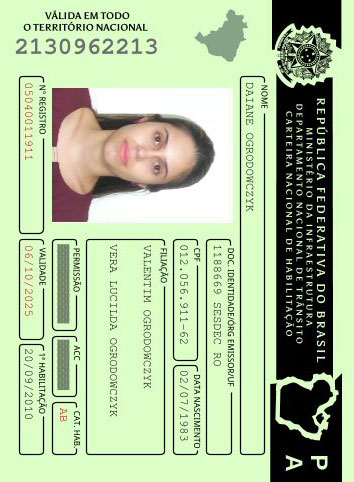 VÁLIDA EM TODO
O TERRITÓRIO NACIONAL
2130962213
REPÚBLICA FEDERATIVA DO BRASIL
MINISTÉRIO DA INFRAESTRUTURA
DEPARTAMENTO NACIONAL DE TRÂNSITO
CARTEIRA NACIONAL DE HABILITAÇÃO
PA
NOME
DAIANE OGRODOWCZYK
DOC. IDENTIDADE/ÓRG EMISSOR/UF
1188669 SESDEC RO
CPF
012.056.911-62
DATA NASCIMENTO
02/07/1983
FILIAÇÃO
VALENTIM OGRODOWCZYK
VERA LUCILDA OGRODOWCZYK
PERMISSÃO
ACC
CAT. HAB.
AB
Nº REGISTRO
05040011911
VALIDADE
06/10/2025
1ª HABILITAÇÃO
20/09/2010